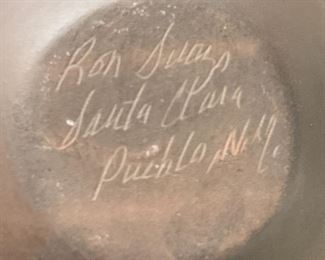 Ron Suazo
Santa Clara
Pueblo, N.M.